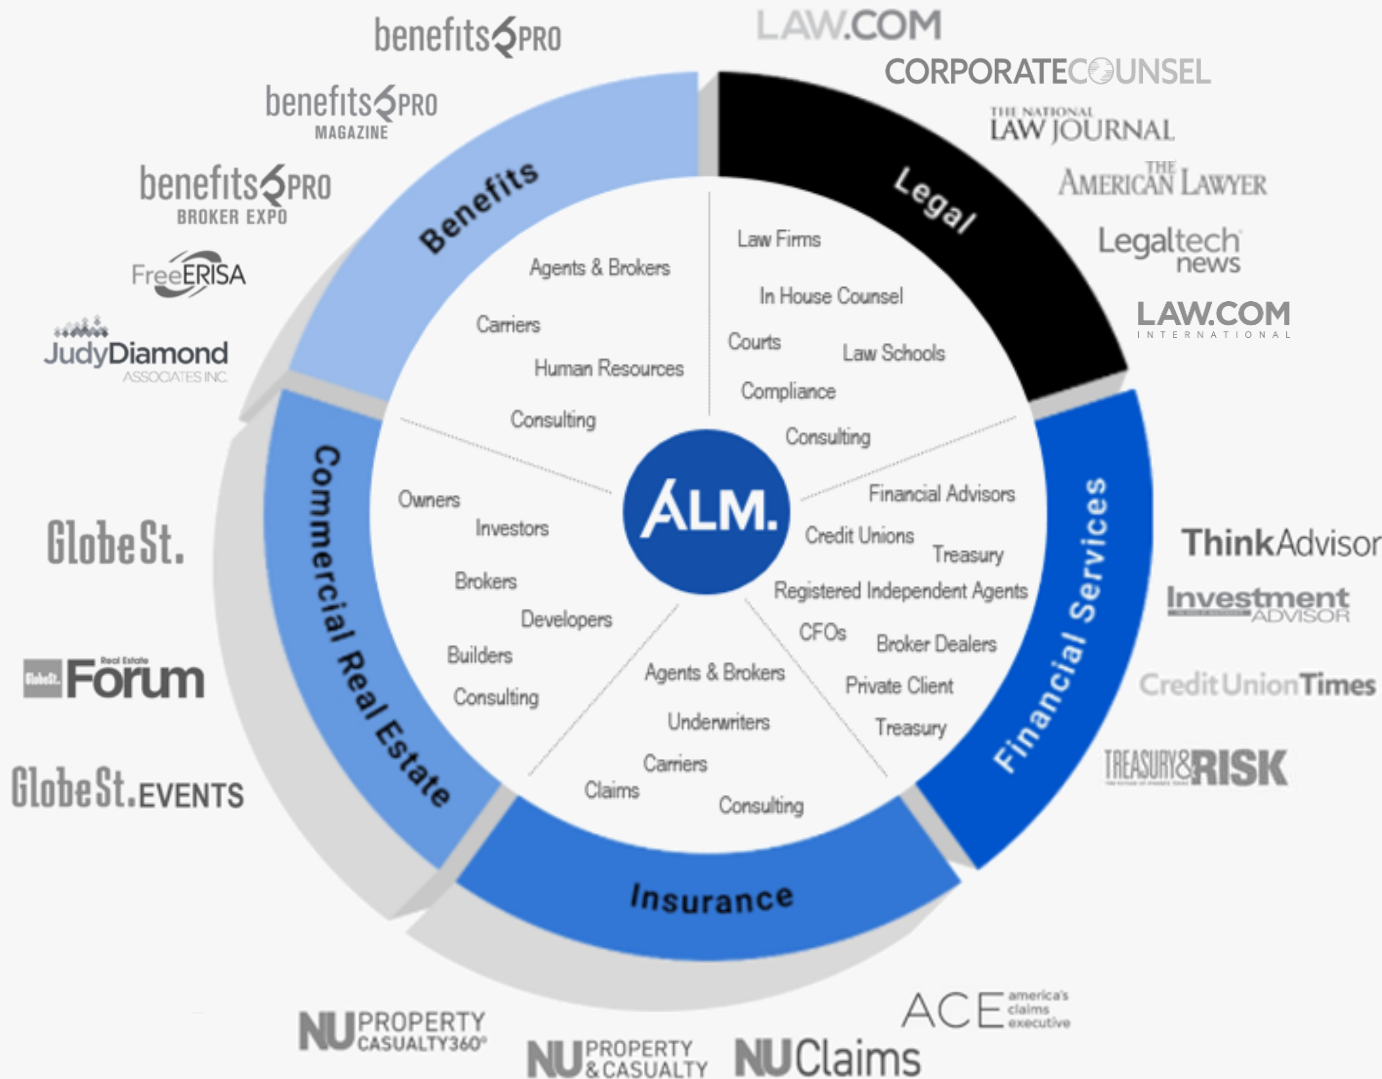 benefitsPRO
benefitsPRO
MAGAZINE
benefitsPRO
BROKER EXPO
FreeERISA
JudyDiamond
ASSOCIATES INC.
LAW.COM
CORPORATECOUNSEL
THE NATIONAL
LAW JOURNAL
THE
AMERICAN LAWYER
Legaltech
news
LAW.COM
INTERNATIONAL
Benefits
Agents & Brokers
Carriers
Human Resources
Consulting
Legal
Law Firms
In House Counsel
Courts
Law Schools
Compliance
Consulting
ALM.
Commercial Real Estate
Owners
Investors
Brokers
Developers
Builders
Consulting
Financial Services
Financial Advisors
Credit Unions
Treasury
Registered Independent Agents
CFOs
Broker Dealers
Private Client
Treasury
Agents & Brokers
Underwriters
Carriers
Claims
Consulting
Insurance
GlobeSt.
GlobeSt.
Real Estate
Forum
GlobeSt.EVENTS
ThinkAdvisor
Investment
ADVISOR
Credit Union Times
TREASURY&RISK
NU PROPERTY
CASUALTY360°
NU PROPERTY
& CASUALTY
NUClaims
ACE america's
claims
executive